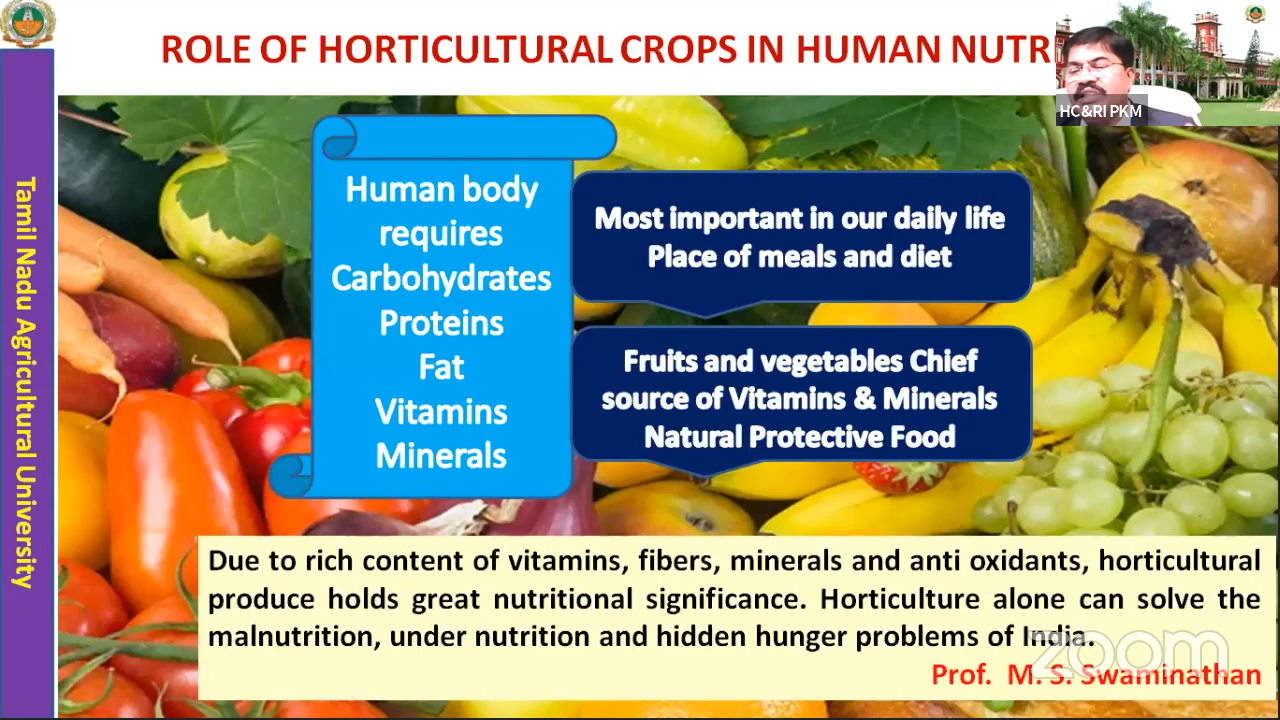 ROLE OF HORTICULTURAL CROPS IN HUMAN NUTR
HC&RI PKM
Tamil Nadu Agricultural University
Human body
requires
Carbohydrates
Proteins
Fat
Vitamins
Minerals
Most important in our daily life
Place of meals and diet
Fruits and vegetables Chief
source of Vitamins & Minerals
Natural Protective Food
Due to rich content of vitamins, fibers, minerals and anti oxidants, horticultural
produce holds great nutritional significance. Horticulture alone can solve the
malnutrition, under nutrition and hidden hunger problems of India.
zoom
Prof. M. S. Swaminathan